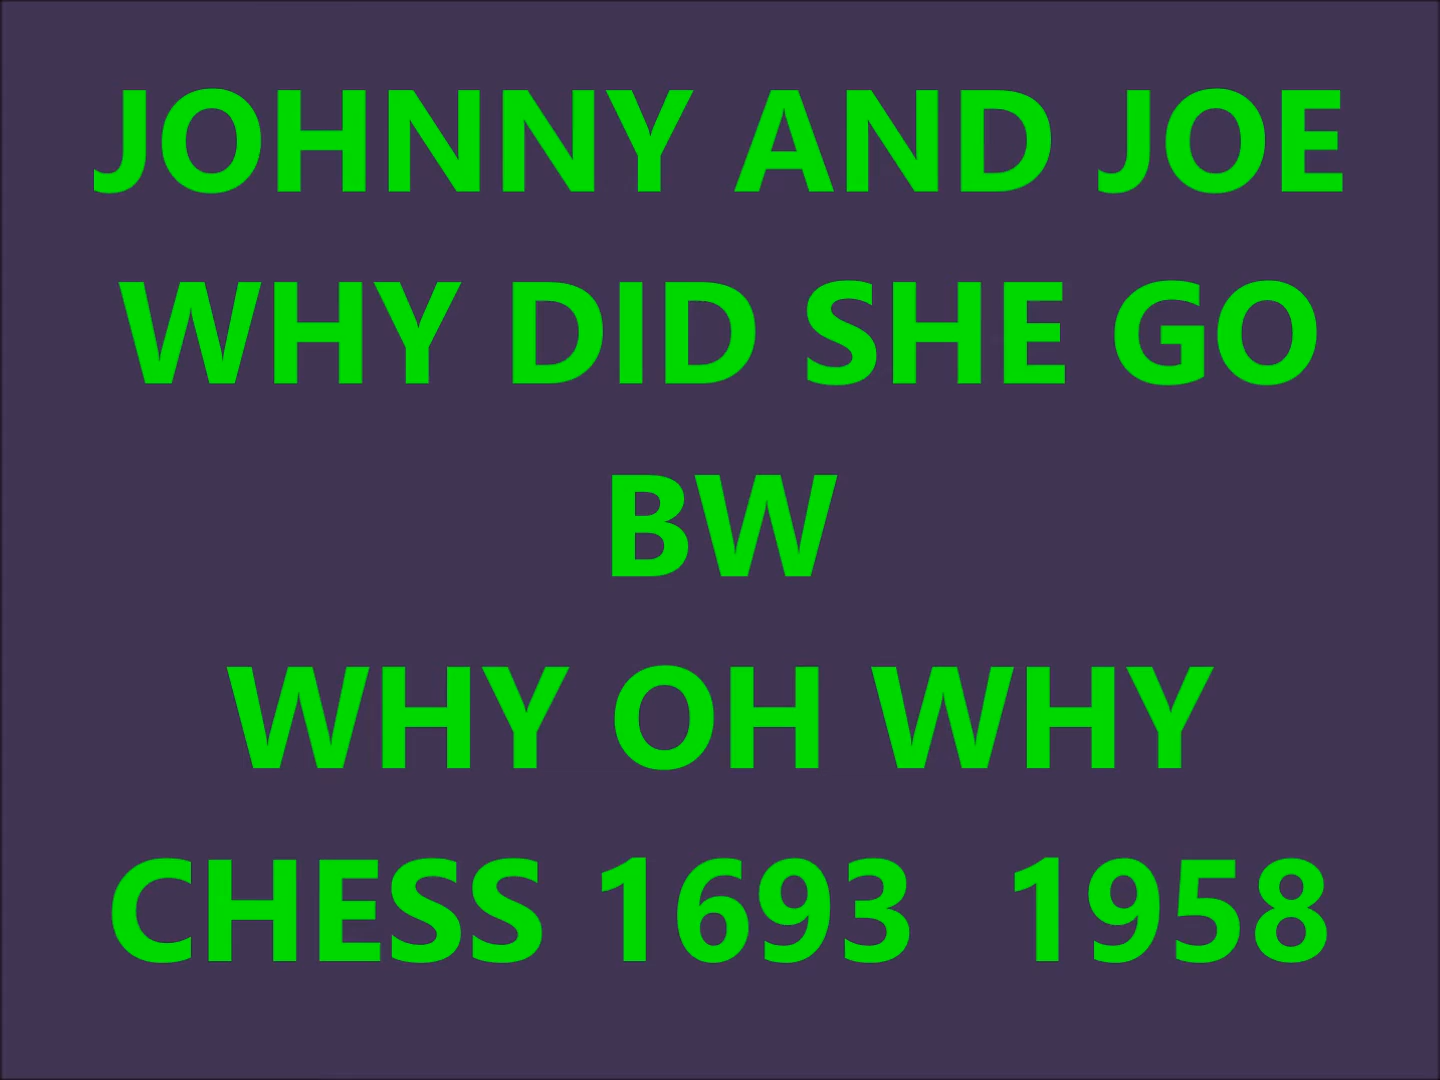 JOHNNY AND JOE
WHY DID SHE GO
BW
WHY OH WHY
CHESS 1693  1958